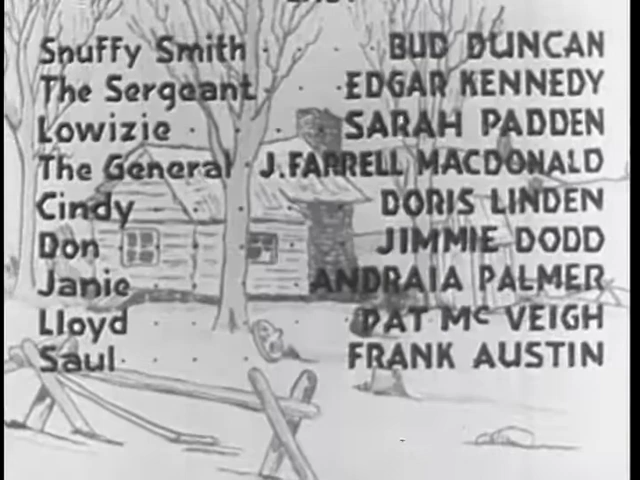 Snuffy Smith . . . BUD DUNCAN
The Sergeant . . EDGAR KENNEDY
Lowizie . . . . SARAH PADDEN
The General . J. FARRELL MACDONALD
Cindy . . . . DORIS LINDEN
Don . . . . . JIMMIE DODD
Janie . . . . ANDRAIA PALMER
Lloyd . . . . PAT Mc VEIGH
Saul . . . . . FRANK AUSTIN